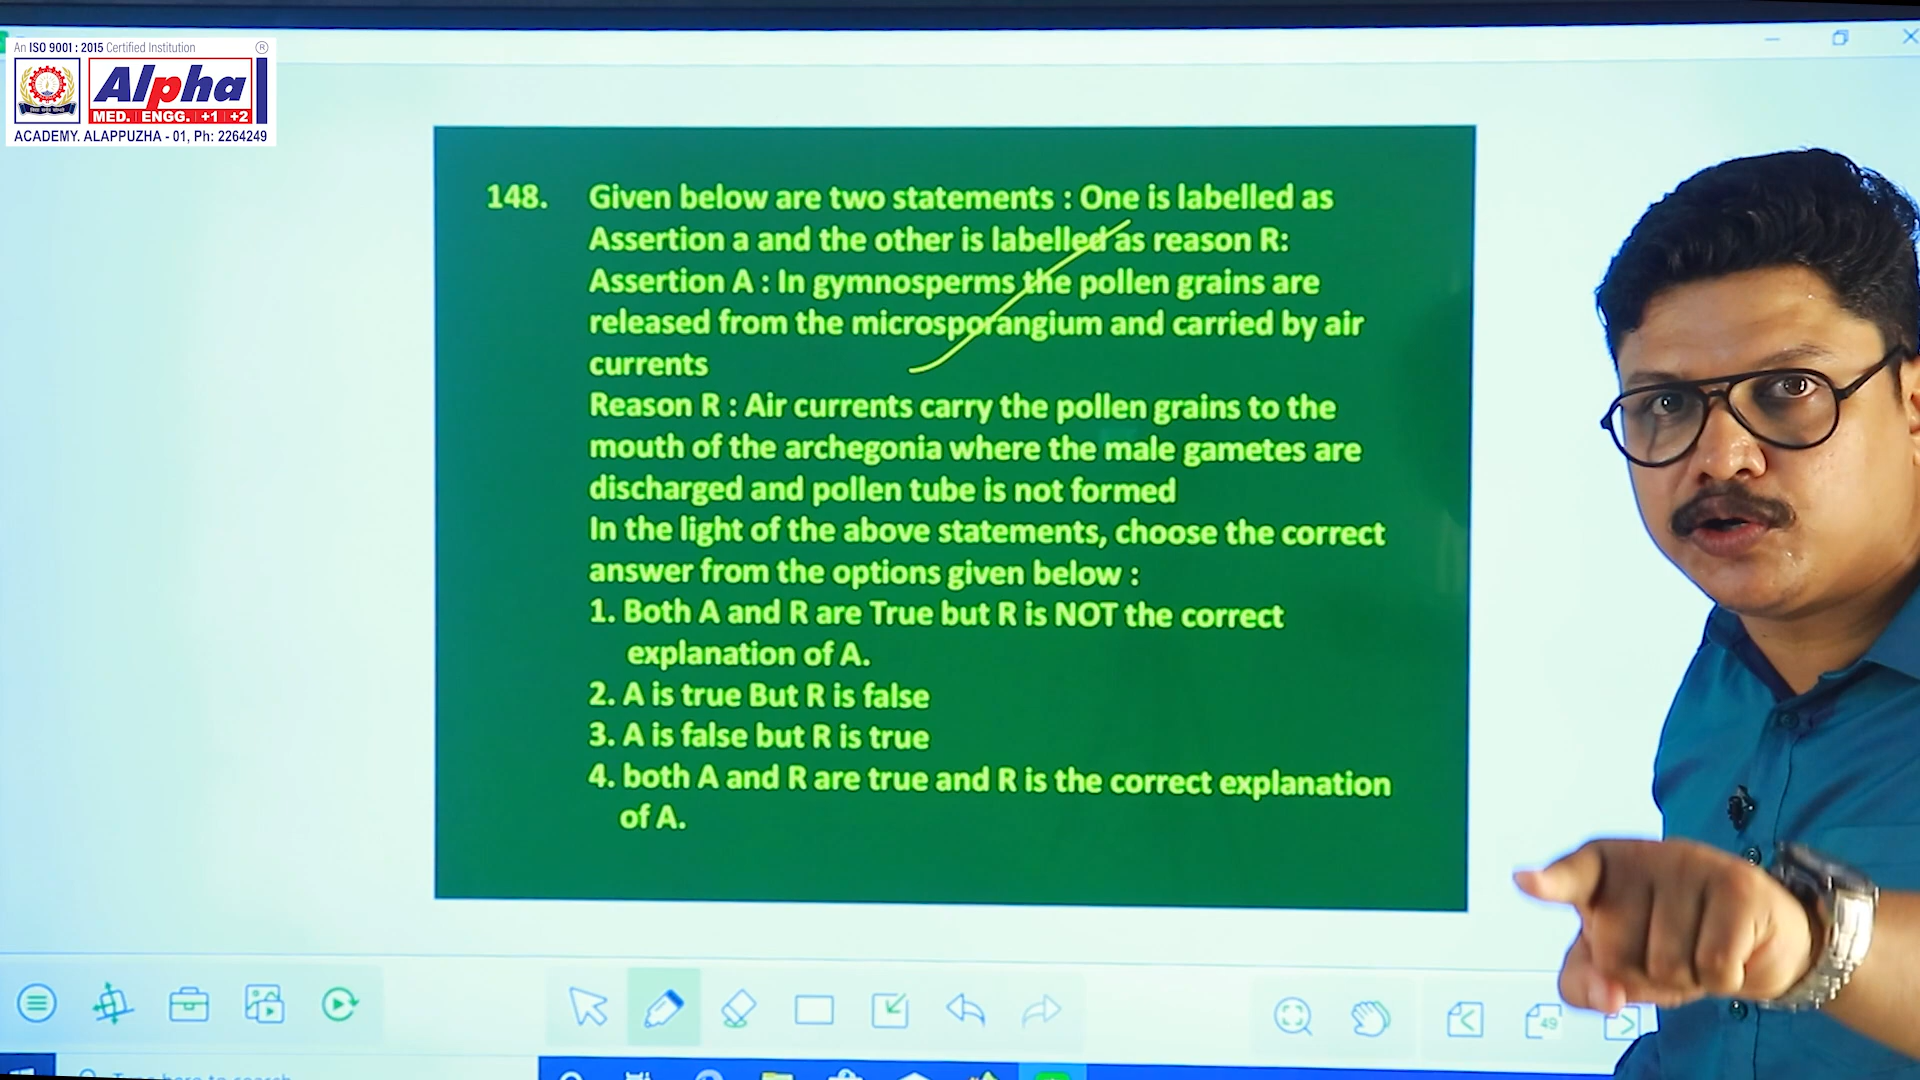 An ISO 9001 : 2015 Certified Institution ®
Alpha
MED. ENGG. +1 +2
ACADEMY. ALAPPUZHA - 01, Ph: 2264249
148. Given below are two statements : One is labelled as
Assertion a and the other is labelled as reason R:
Assertion A : In gymnosperms the pollen grains are
released from the microsporangium and carried by air
currents
Reason R : Air currents carry the pollen grains to the
mouth of the archegonia where the male gametes are
discharged and pollen tube is not formed
In the light of the above statements, choose the correct
answer from the options given below :
1. Both A and R are True but R is NOT the correct
explanation of A.
2. A is true But R is false
3. A is false but R is true
4. both A and R are true and R is the correct explanation
of A.
49